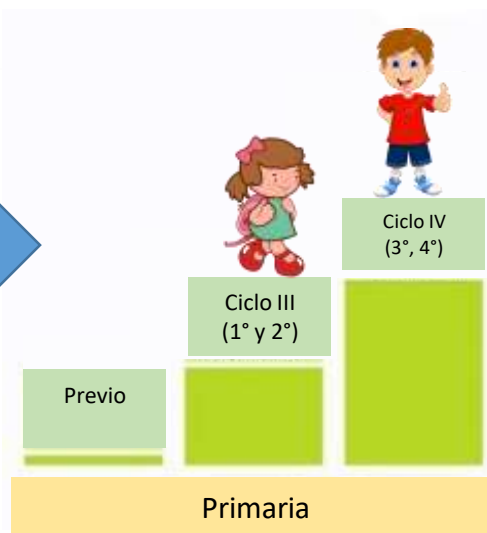 Ciclo IV
(3°, 4°)
Ciclo III
(1° y 2°)
Previo
Primaria